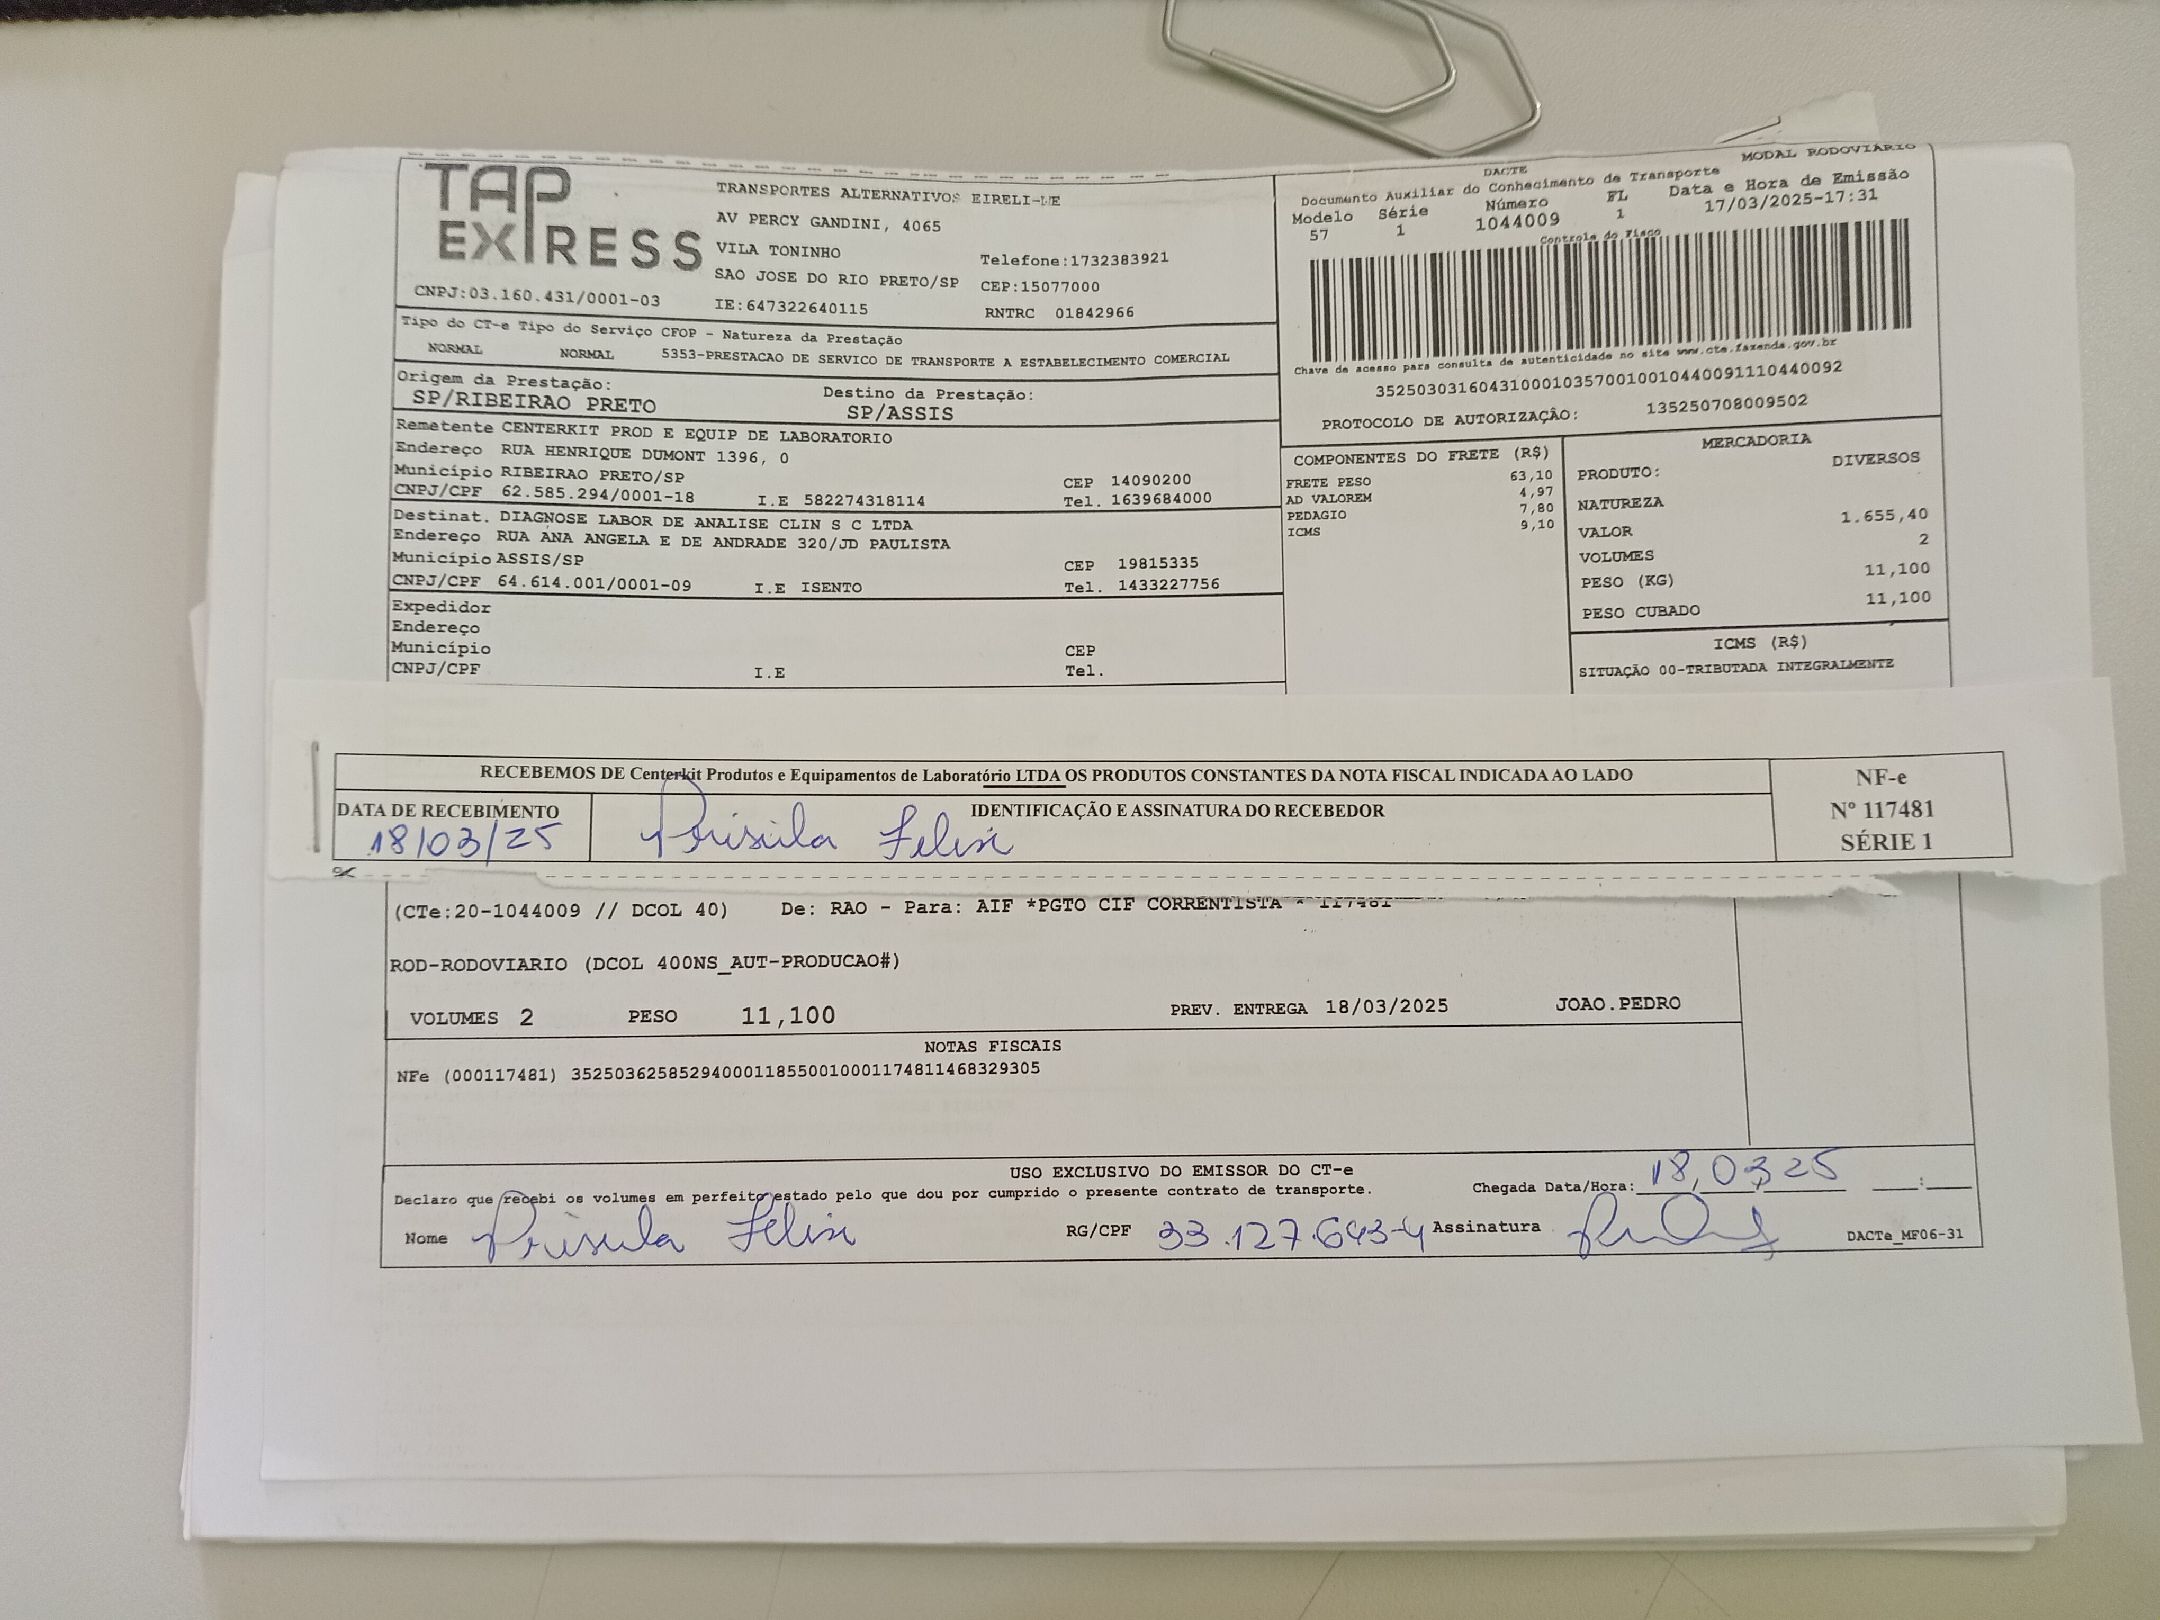 TAP EXPRESS
CNPJ:03.160.431/0001-03
TRANSPORTES ALTERNATIVOS EIRELI-ME
AV PERCY GANDINI, 4065
VILA TONINHO Telefone:1732383921
SAO JOSE DO RIO PRETO/SP CEP:15077000
IE:647322640115 RNTRC 01842966
MODAL RODOVIÁRIO
DACTE
Documento Auxiliar do Conhecimento de Transporte
Modelo Série Número FL Data e Hora de Emissão
57 1 1044009 1 17/03/2025-17:31
Controle do Fisco
Chave de acesso para consulta de autenticidade no site www.cte.fazenda.gov.br
35250303160431000103570010010440091110440092
PROTOCOLO DE AUTORIZAÇÂO: 135250708009502
Tipo do CT-e Tipo do Serviço CFOP - Natureza da Prestação
NORMAL NORMAL 5353-PRESTACAO DE SERVICO DE TRANSPORTE A ESTABELECIMENTO COMERCIAL
Origem da Prestação: Destino da Prestação:
SP/RIBEIRAO PRETO SP/ASSIS
Remetente CENTERKIT PROD E EQUIP DE LABORATORIO
Endereço RUA HENRIQUE DUMONT 1396, 0
Município RIBEIRAO PRETO/SP CEP 14090200
CNPJ/CPF 62.585.294/0001-18 I.E 582274318114 Tel. 1639684000
Destinat. DIAGNOSE LABOR DE ANALISE CLIN S C LTDA
Endereço RUA ANA ANGELA E DE ANDRADE 320/JD PAULISTA
Município ASSIS/SP CEP 19815335
CNPJ/CPF 64.614.001/0001-09 I.E ISENTO Tel. 1433227756
Expedidor
Endereço
Município CEP
CNPJ/CPF I.E Tel.
COMPONENTES DO FRETE (R$)
FRETE PESO 63,10
AD VALOREM 4,97
PEDAGIO 7,80
ICMS 9,10
MERCADORIA
PRODUTO: DIVERSOS
NATUREZA
VALOR 1.655,40
VOLUMES 2
PESO (KG) 11,100
PESO CUBADO 11,100
ICMS (R$)
SITUAÇÃO 00-TRIBUTADA INTEGRALMENTE
RECEBEMOS DE Centerkit Produtos e Equipamentos de Laboratório LTDA OS PRODUTOS CONSTANTES DA NOTA FISCAL INDICADA AO LADO
DATA DE RECEBIMENTO IDENTIFICAÇÃO E ASSINATURA DO RECEBEDOR
18/03/25 Priscila Felix
NF-e
Nº 117481
SÉRIE 1
(CTe:20-1044009 // DCOL 40) De: RAO - Para: AIF *PGTO CIF CORRENTISTA * 117481
ROD-RODOVIARIO (DCOL 400NS_AUT-PRODUCAO#)
VOLUMES 2 PESO 11,100 PREV. ENTREGA 18/03/2025 JOAO.PEDRO
NOTAS FISCAIS
NFe (000117481) 35250362585294000118550010001174811468329305
USO EXCLUSIVO DO EMISSOR DO CT-e
Declaro que recebi os volumes em perfeito estado pelo que dou por cumprido o presente contrato de transporte. Chegada Data/Hora: 18,03,25
Nome Priscila Felix RG/CPF 33.127.643-4 Assinatura
DACTe_MF06-31